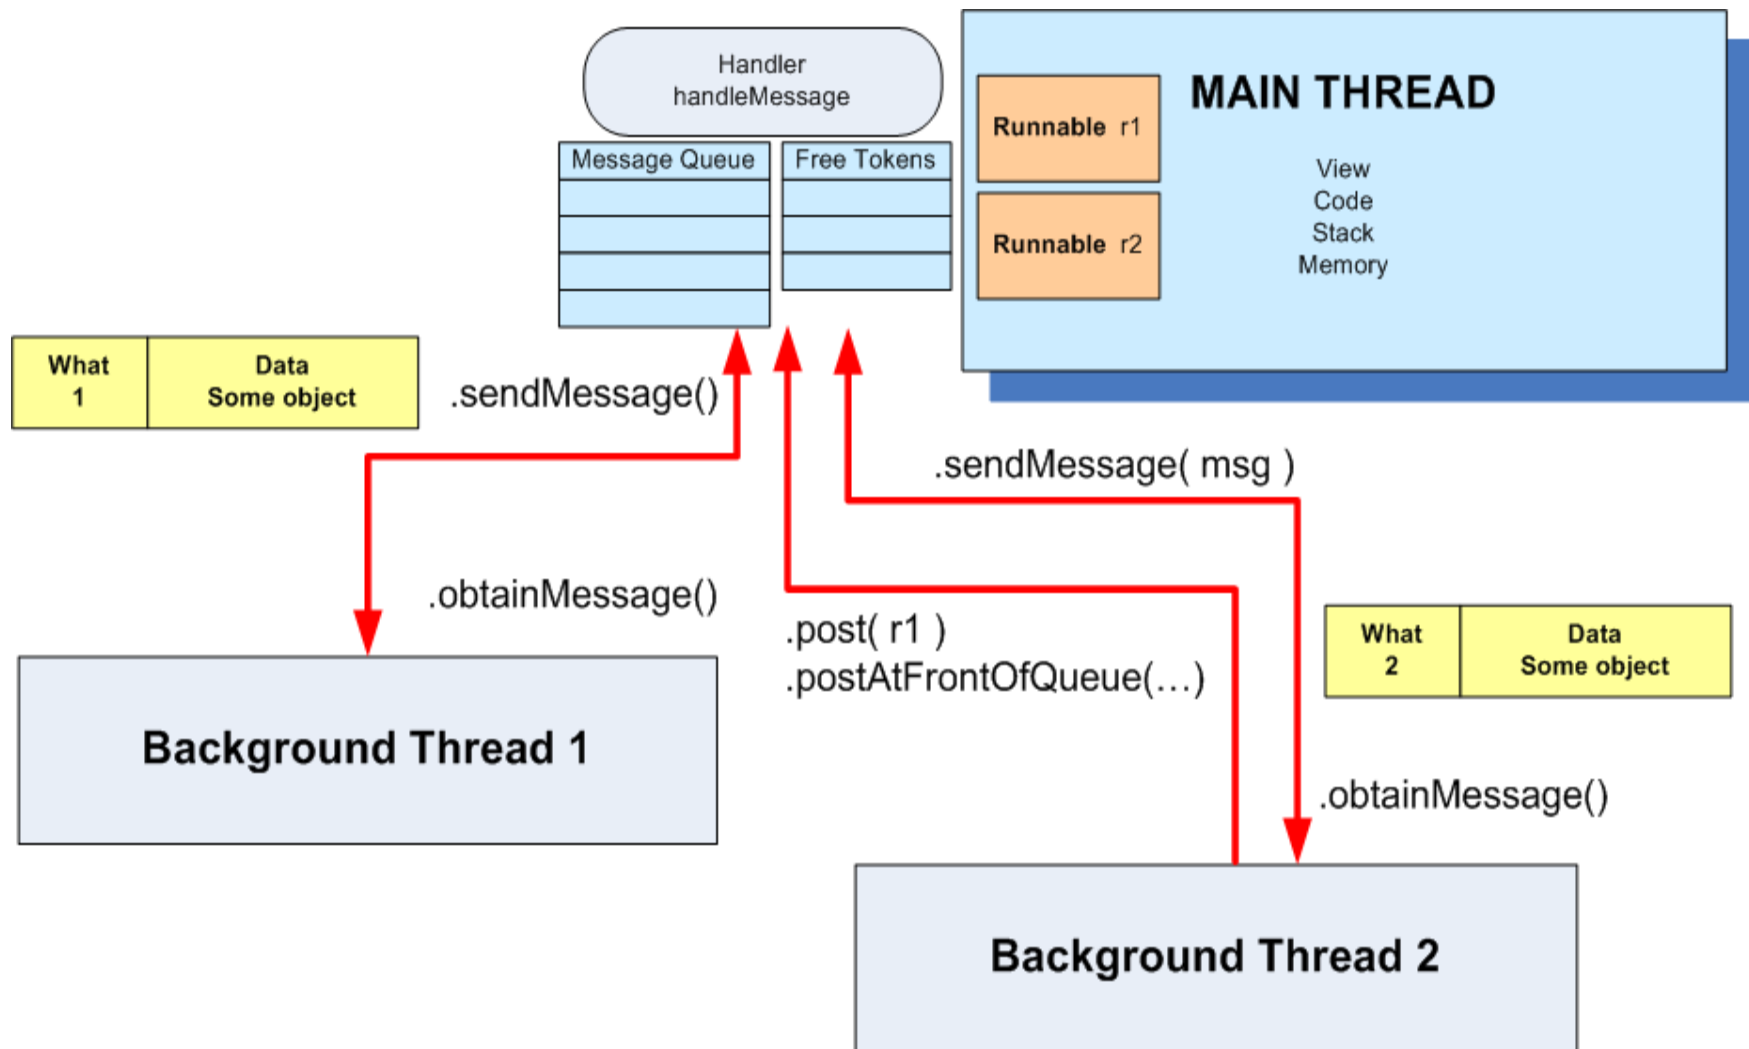 Handler
handleMessage
Message Queue
Free Tokens
MAIN THREAD
Runnable r1
Runnable r2
View
Code
Stack
Memory
What
1
Data
Some object
.sendMessage()
.sendMessage( msg )
.obtainMessage()
.post( r1 )
.postAtFrontOfQueue(…)
What
2
Data
Some object
Background Thread 1
.obtainMessage()
Background Thread 2